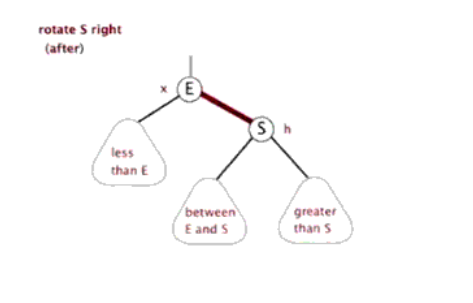 rotate S right
(after)
x E
S h
less
than E
between
E and S
greater
than S